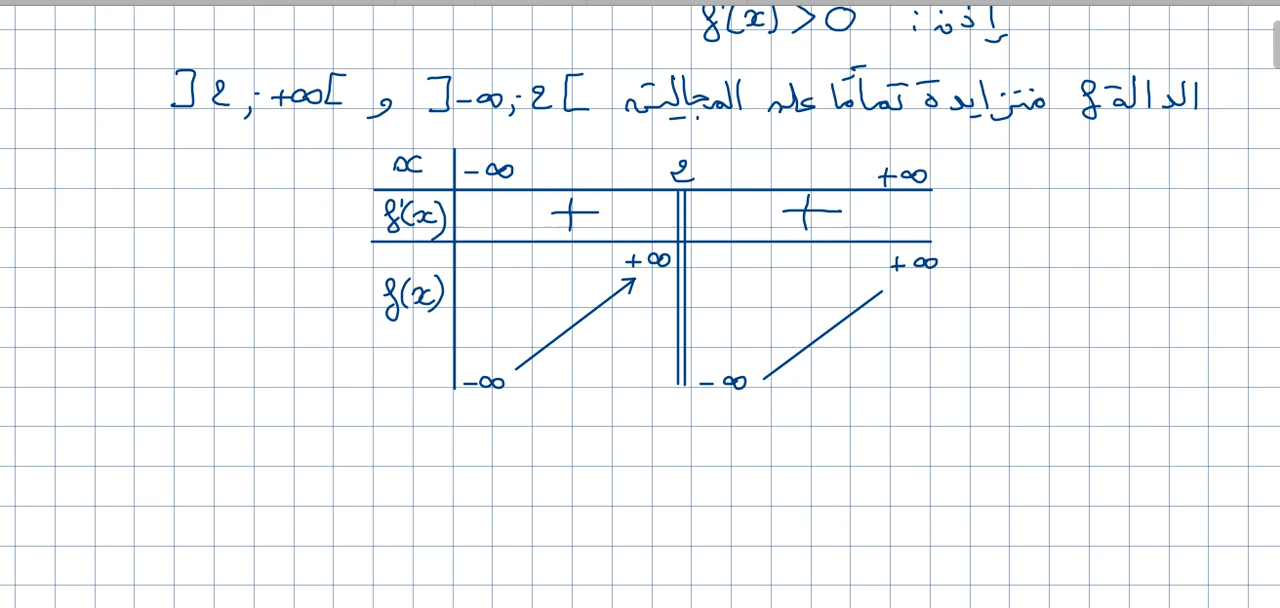 إذن: f'(x) > 0
الدالة f متزايدة تماما على المجالين ]-∞; 2[ و ]2; +∞[
x -∞ 2 +∞
f'(x) + +
+∞ +∞
f(x)
-∞ -∞